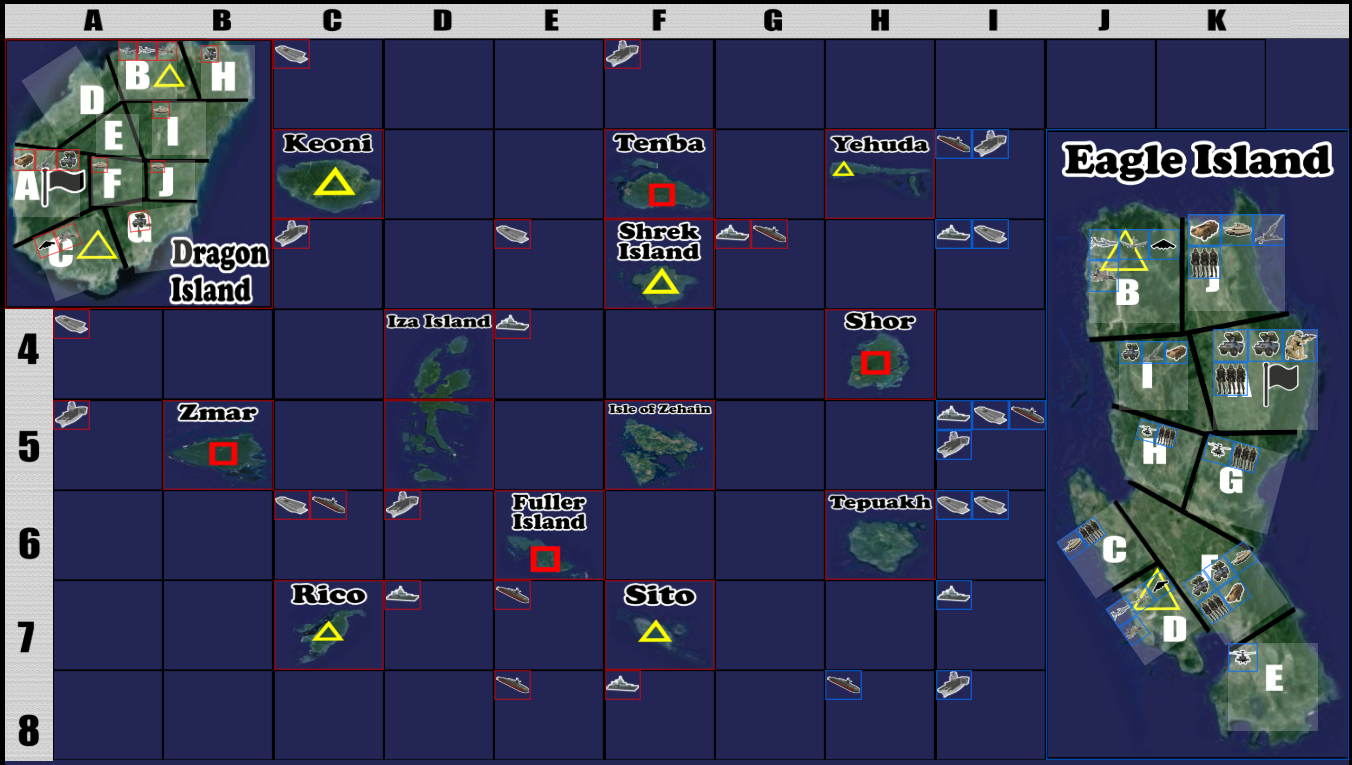 A B C D E F G H I J K
B H
D
E I
A F J
C G
Dragon
Island
Keoni
Tenba
Yehuda
Shrek
Island
4
Iza Island
Shor
5
Zmar
Isle of Zehain
6
Fuller
Island
Tepuakh
7
Rico
Sito
8
Eagle Island
B J
I
H G
C F
D
E